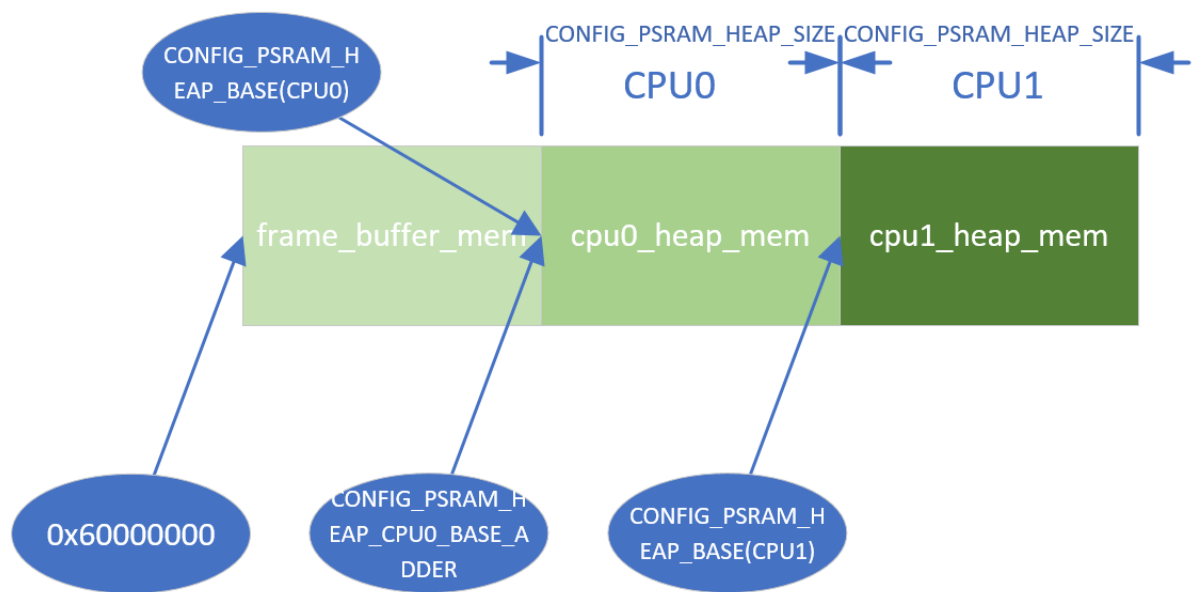 CONFIG_PSRAM_HEAP_SIZE CONFIG_PSRAM_HEAP_SIZE
CPU0 CPU1
CONFIG_PSRAM_H
EAP_BASE(CPU0)
frame_buffer_mem cpu0_heap_mem cpu1_heap_mem
0x60000000
CONFIG_PSRAM_H
EAP_CPU0_BASE_A
DDER
CONFIG_PSRAM_H
EAP_BASE(CPU1)